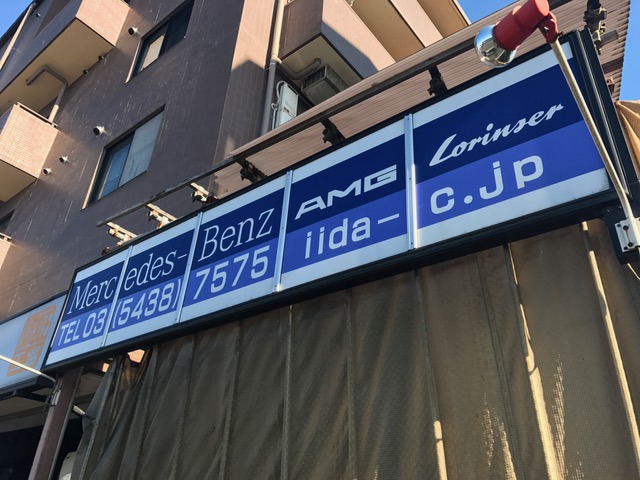 Mercedes-Benz AMG Lorinser
TEL 03 (5438) 7575 iida-c.jp